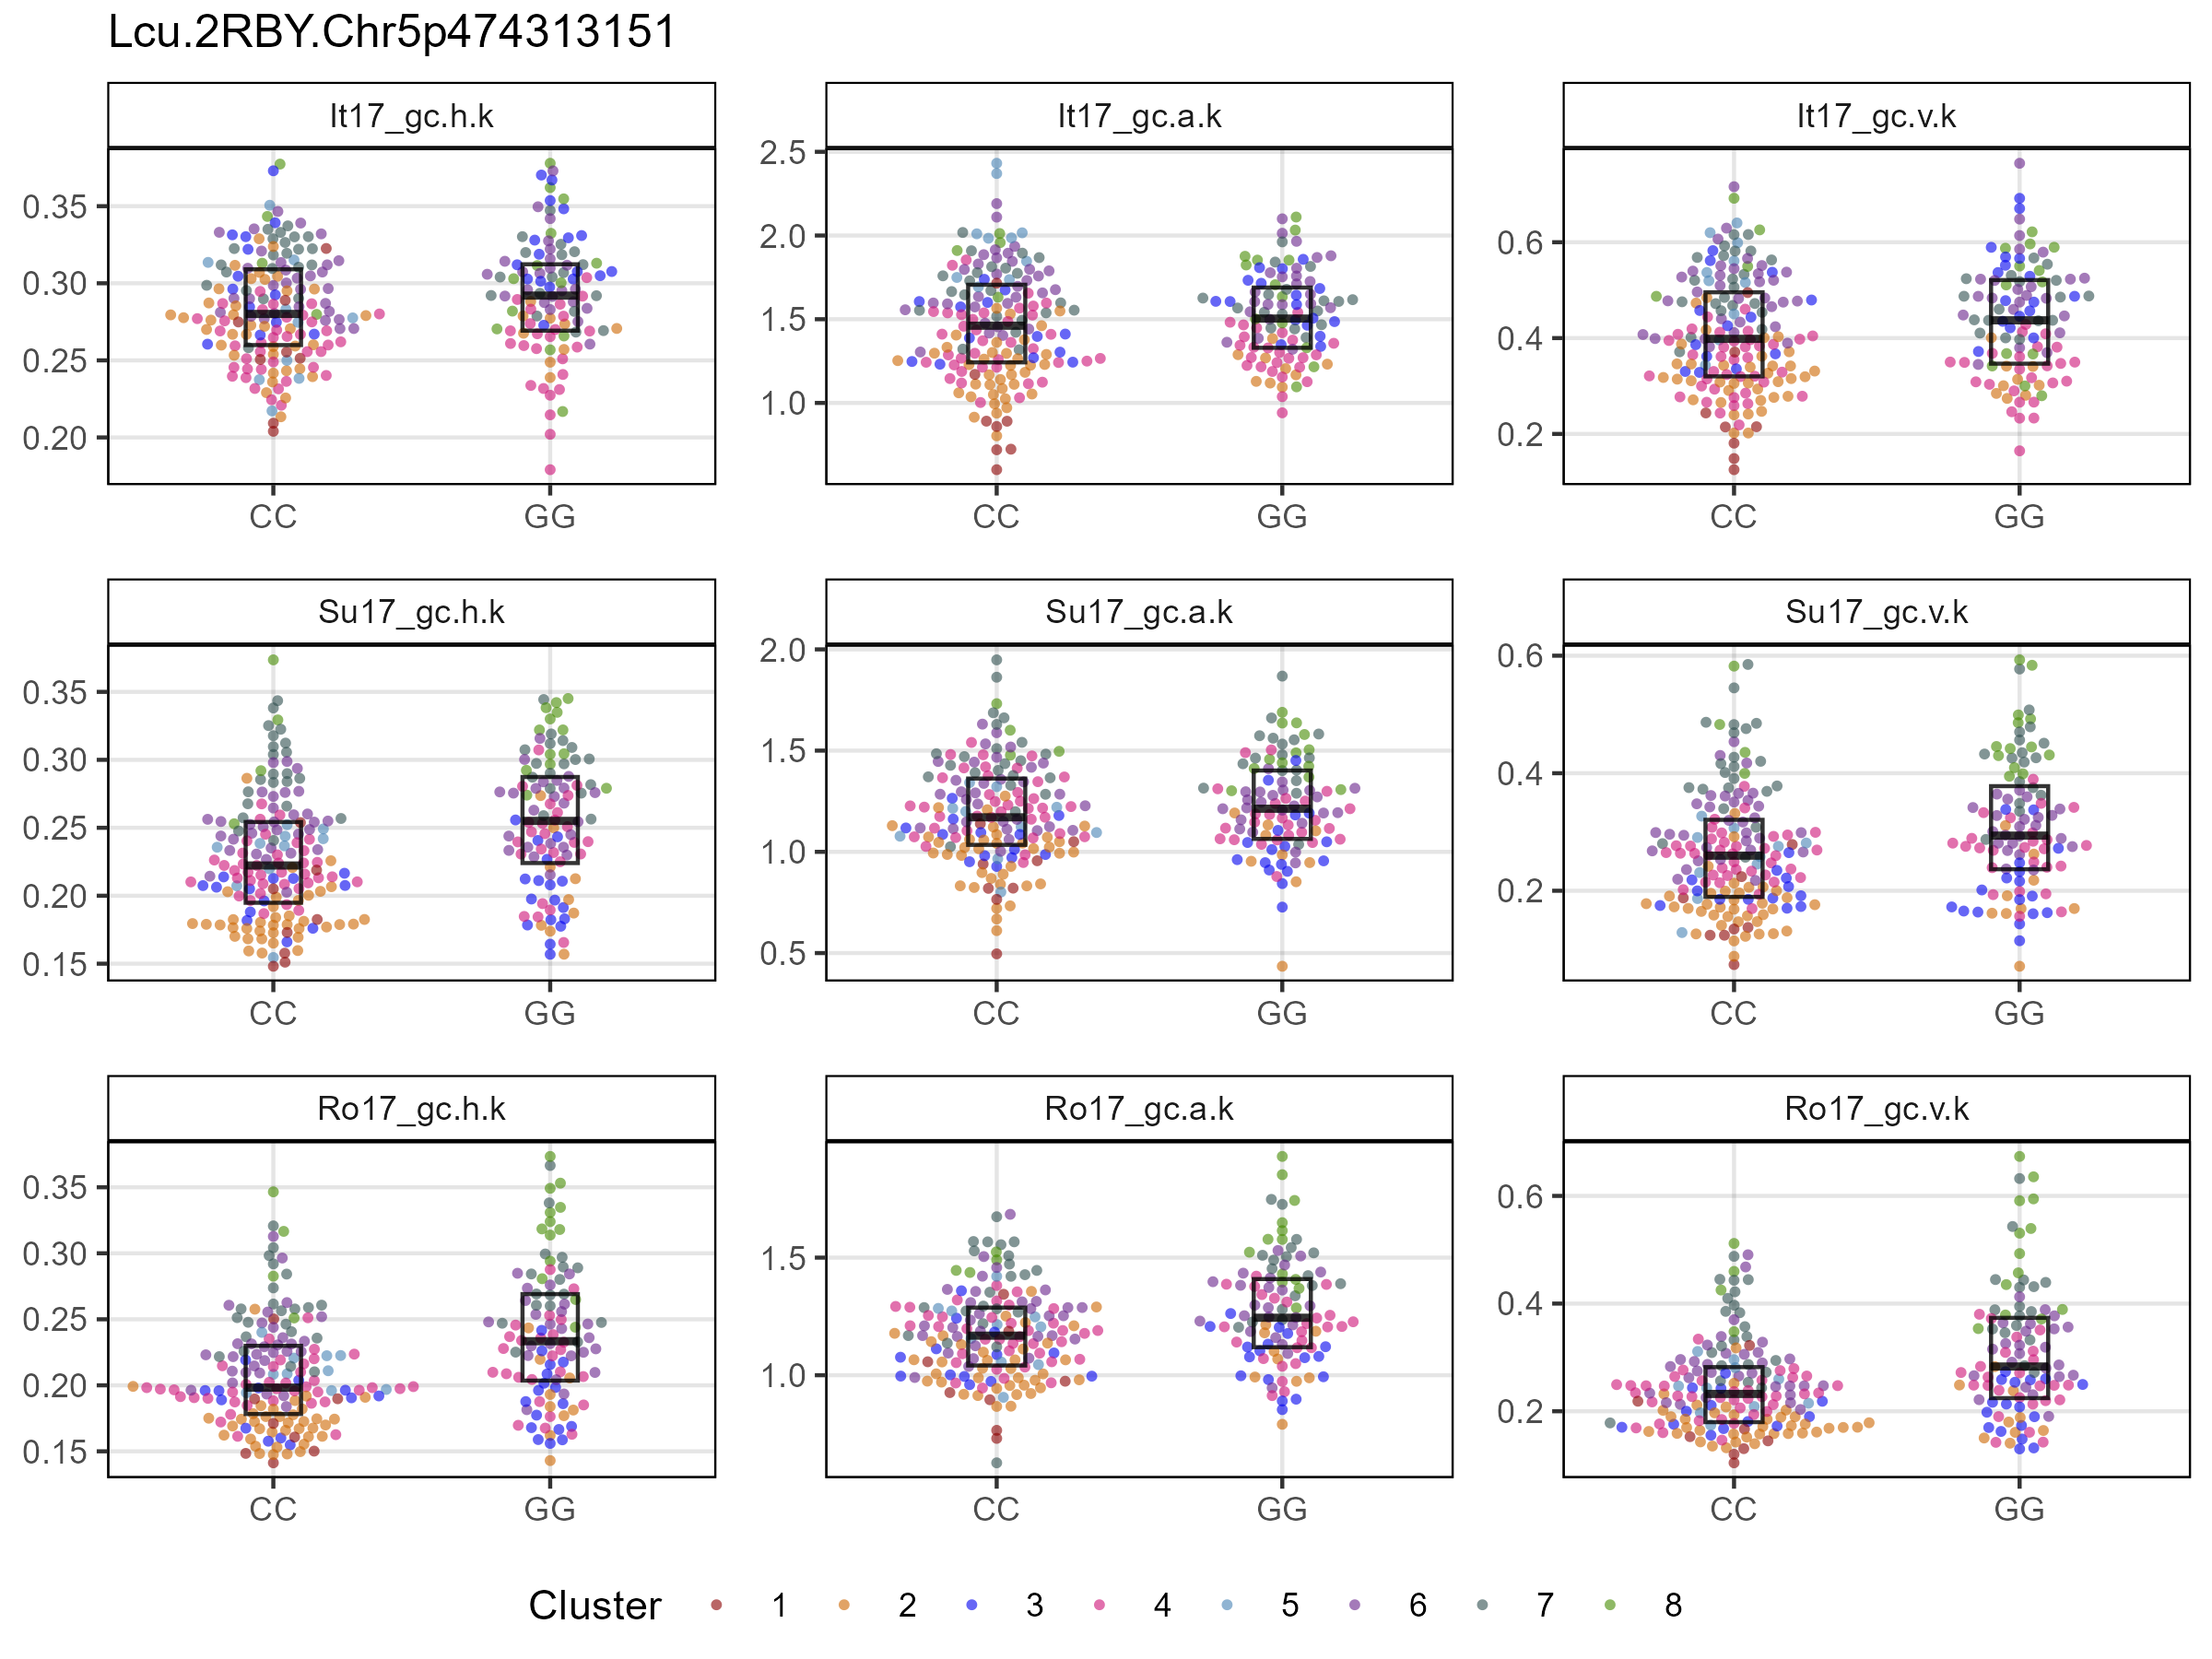 Lcu.2RBY.Chr5p474313151
It17_gc.h.k
It17_gc.a.k
It17_gc.v.k
0.35
0.30
0.25
0.20
2.5
2.0
1.5
1.0
0.6
0.4
0.2
CC GG
CC GG
CC GG
Su17_gc.h.k
Su17_gc.a.k
Su17_gc.v.k
0.35
0.30
0.25
0.20
0.15
2.0
1.5
1.0
0.5
0.6
0.4
0.2
CC GG
CC GG
CC GG
Ro17_gc.h.k
Ro17_gc.a.k
Ro17_gc.v.k
0.35
0.30
0.25
0.20
0.15
1.5
1.0
0.6
0.4
0.2
CC GG
CC GG
CC GG
Cluster 1 2 3 4 5 6 7 8